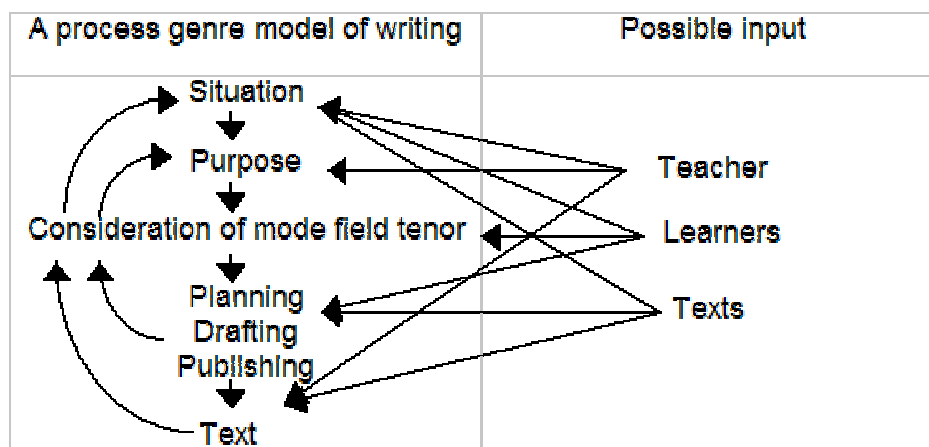 A process genre model of writing
Possible input
Situation
Purpose
Teacher
Consideration of mode field tenor
Learners
Planning
Texts
Drafting
Publishing
Text